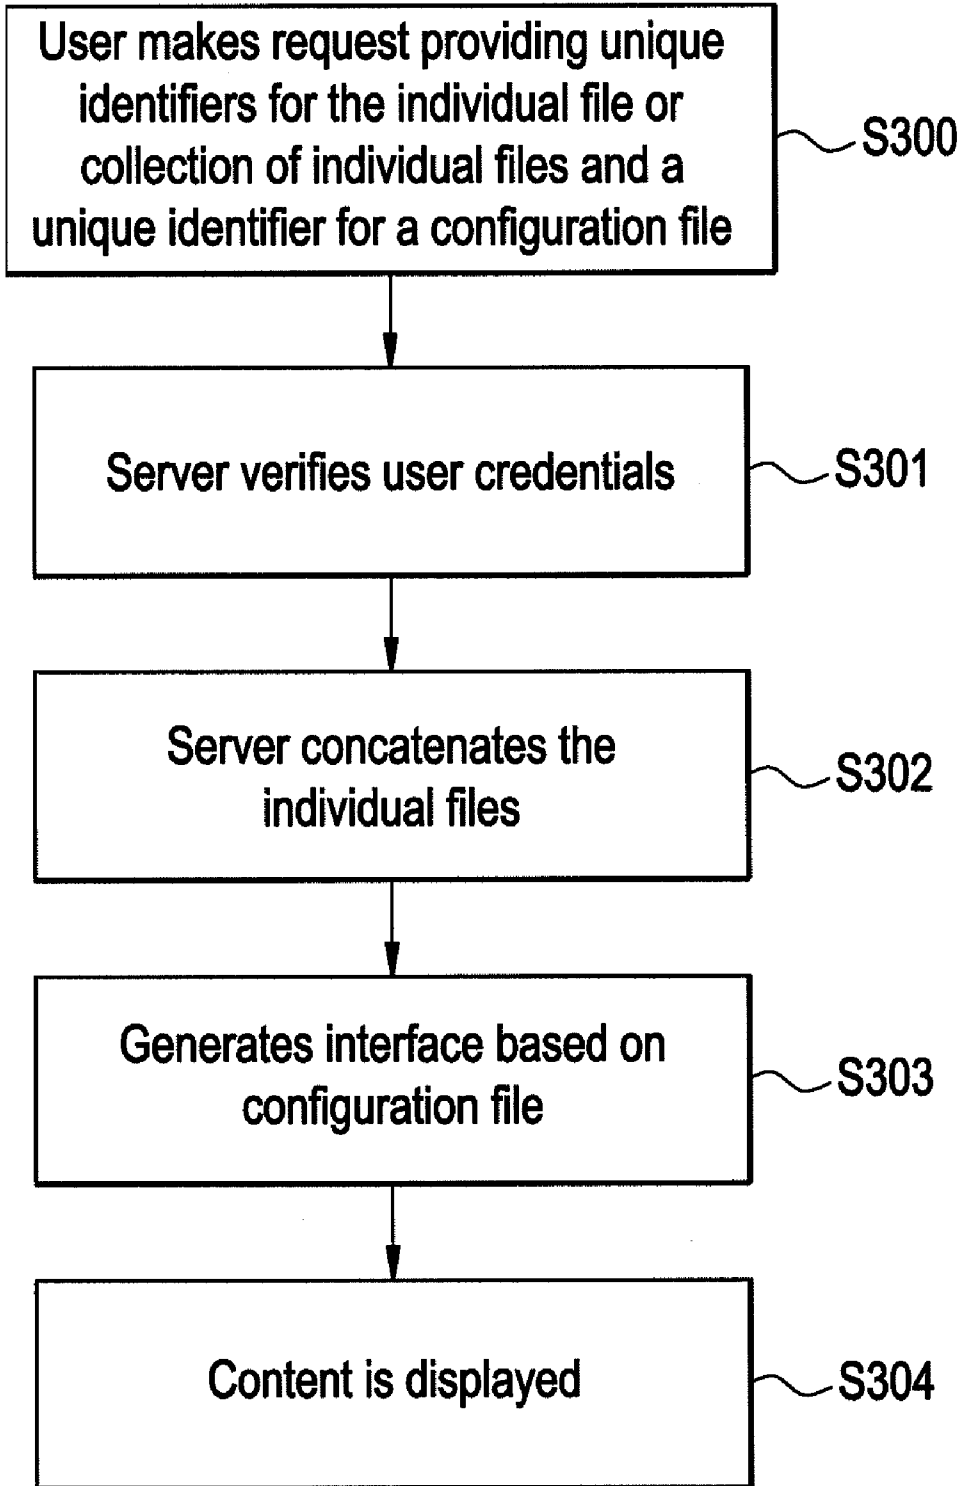 User makes request providing unique
identifiers for the individual file or
collection of individual files and a
unique identifier for a configuration file
S300
Server verifies user credentials
S301
Server concatenates the
individual files
S302
Generates interface based on
configuration file
S303
Content is displayed
S304